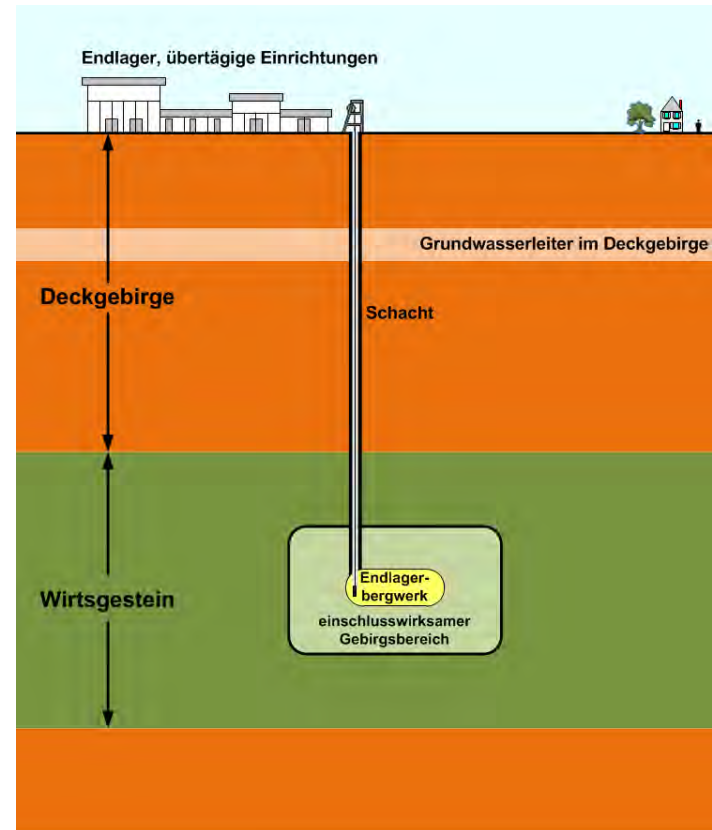 Endlager, übertägige Einrichtungen
Grundwasserleiter im Deckgebirge
Deckgebirge
Schacht
Wirtsgestein
Endlager-
bergwerk
einschlusswirksamer
Gebirgsbereich